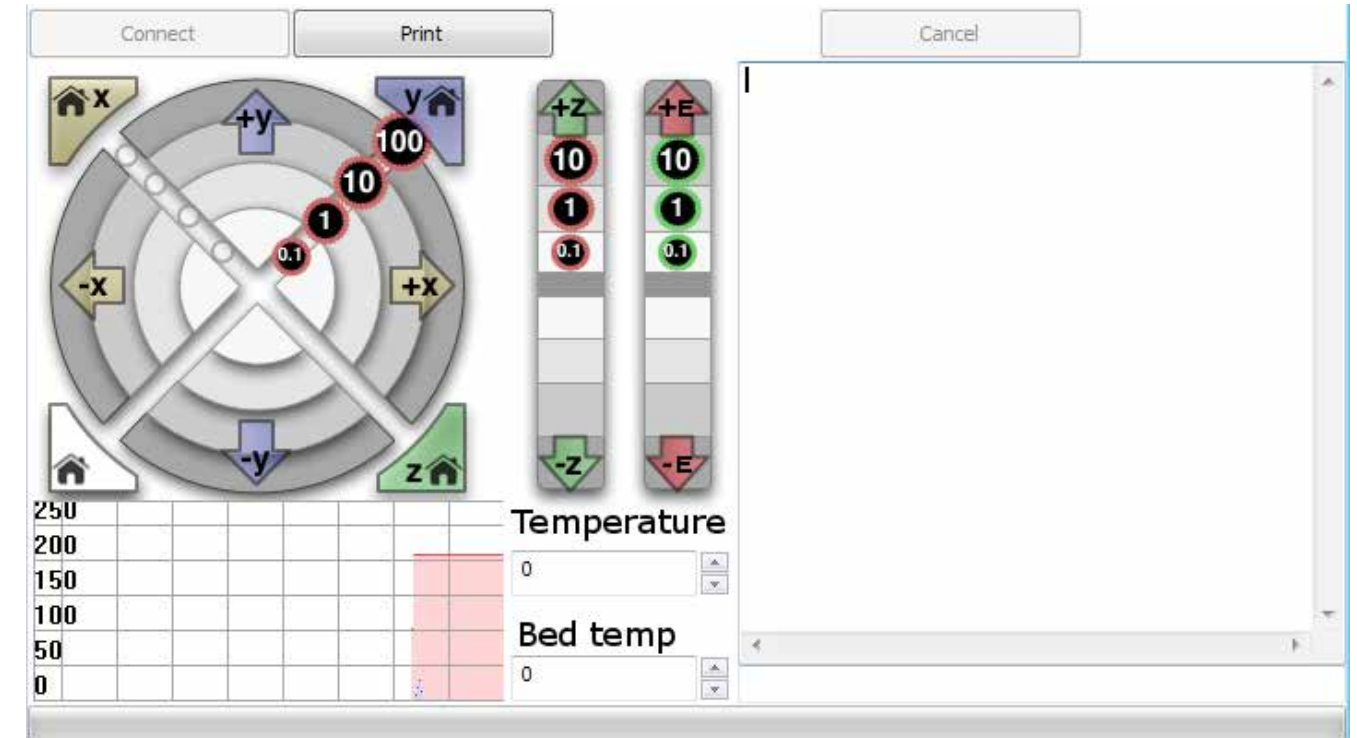 Connect
Print
Cancel
x
y
+y
100
10
1
0.1
-x
+x
-y
z
+Z
10
1
0.1
-Z
+E
10
1
0.1
-E
250
200
150
100
50
0
Temperature
0
Bed temp
0